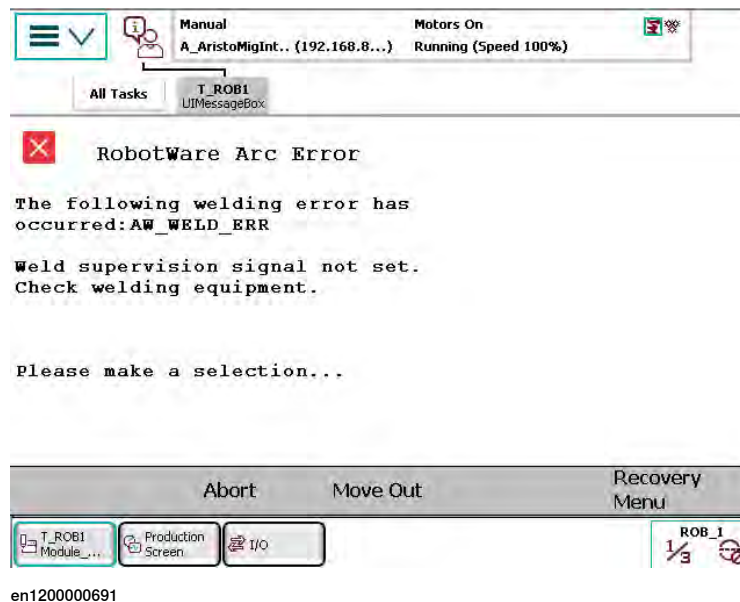 Manual
A_AristoMigInt.. (192.168.8...)
Motors On
Running (Speed 100%)
All Tasks
T_ROB1
UIMessageBox
RobotWare Arc Error
The following welding error has
occurred:AW_WELD_ERR
Weld supervision signal not set.
Check welding equipment.
Please make a selection...
Abort
Move Out
Recovery
Menu
T_ROB1
Module_...
Production
Screen
I/O
ROB_1
1/3
en1200000691